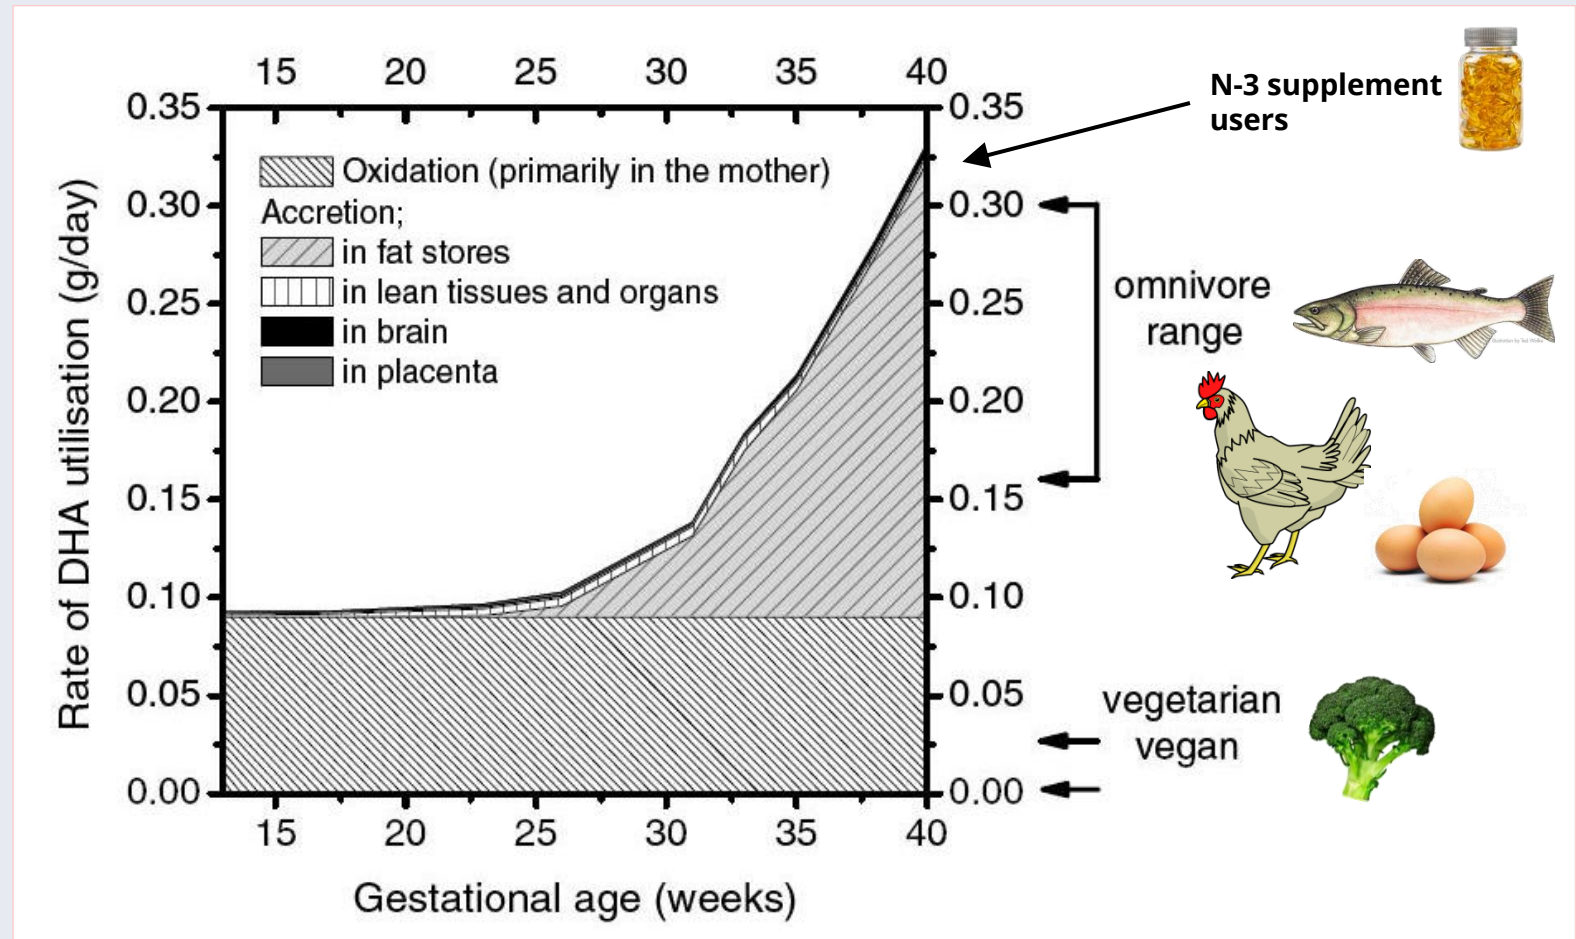 15 20 25 30 35 40
N-3 supplement
users
0.35 0.35
Oxidation (primarily in the mother)
0.30 0.30
Accretion;
in fat stores
0.25 0.25
in lean tissues and organs
in brain
in placenta
0.20 0.20
0.15 0.15
0.10 0.10
0.05 0.05
0.00 0.00
omnivore
range
vegetarian
vegan
Rate of DHA utilisation (g/day)
15 20 25 30 35 40
Gestational age (weeks)